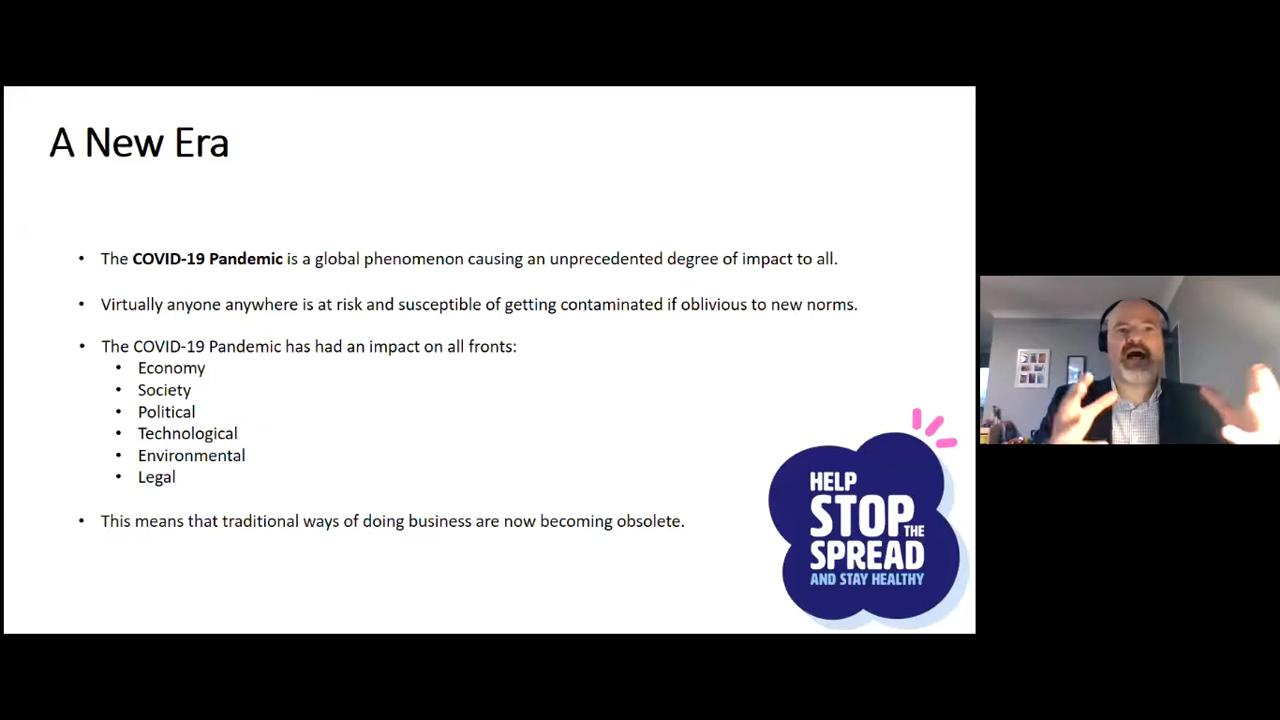 A New Era
• The COVID-19 Pandemic is a global phenomenon causing an unprecedented degree of impact to all.
• Virtually anyone anywhere is at risk and susceptible of getting contaminated if oblivious to new norms.
• The COVID-19 Pandemic has had an impact on all fronts:
• Economy
• Society
• Political
• Technological
• Environmental
• Legal
• This means that traditional ways of doing business are now becoming obsolete.
HELP
STOP THE
SPREAD
AND STAY HEALTHY